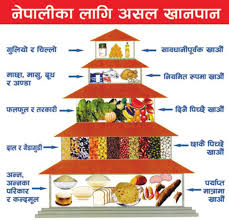 नेपालीका लागि असल खानपान
गुलियो र चिल्लो
सावधानीपूर्वक खाऔं
माछा, मासु, दूध
र अण्डा
नियमित रूपमा खाऔं
फलफूल र तरकारी
दिनै पिच्छे खाऔं
दाल र गेडागुडी
छाकै पिच्छे खाऔं
अन्न,
अन्नका
परिकार र
कन्दमूल
पर्याप्त
मात्रामा
खाऔं